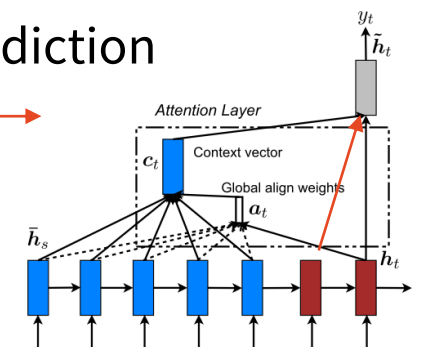 diction
y_t
h̃_t
Attention Layer
c_t
Context vector
Global align weights
a_t
h̄_s
h_t